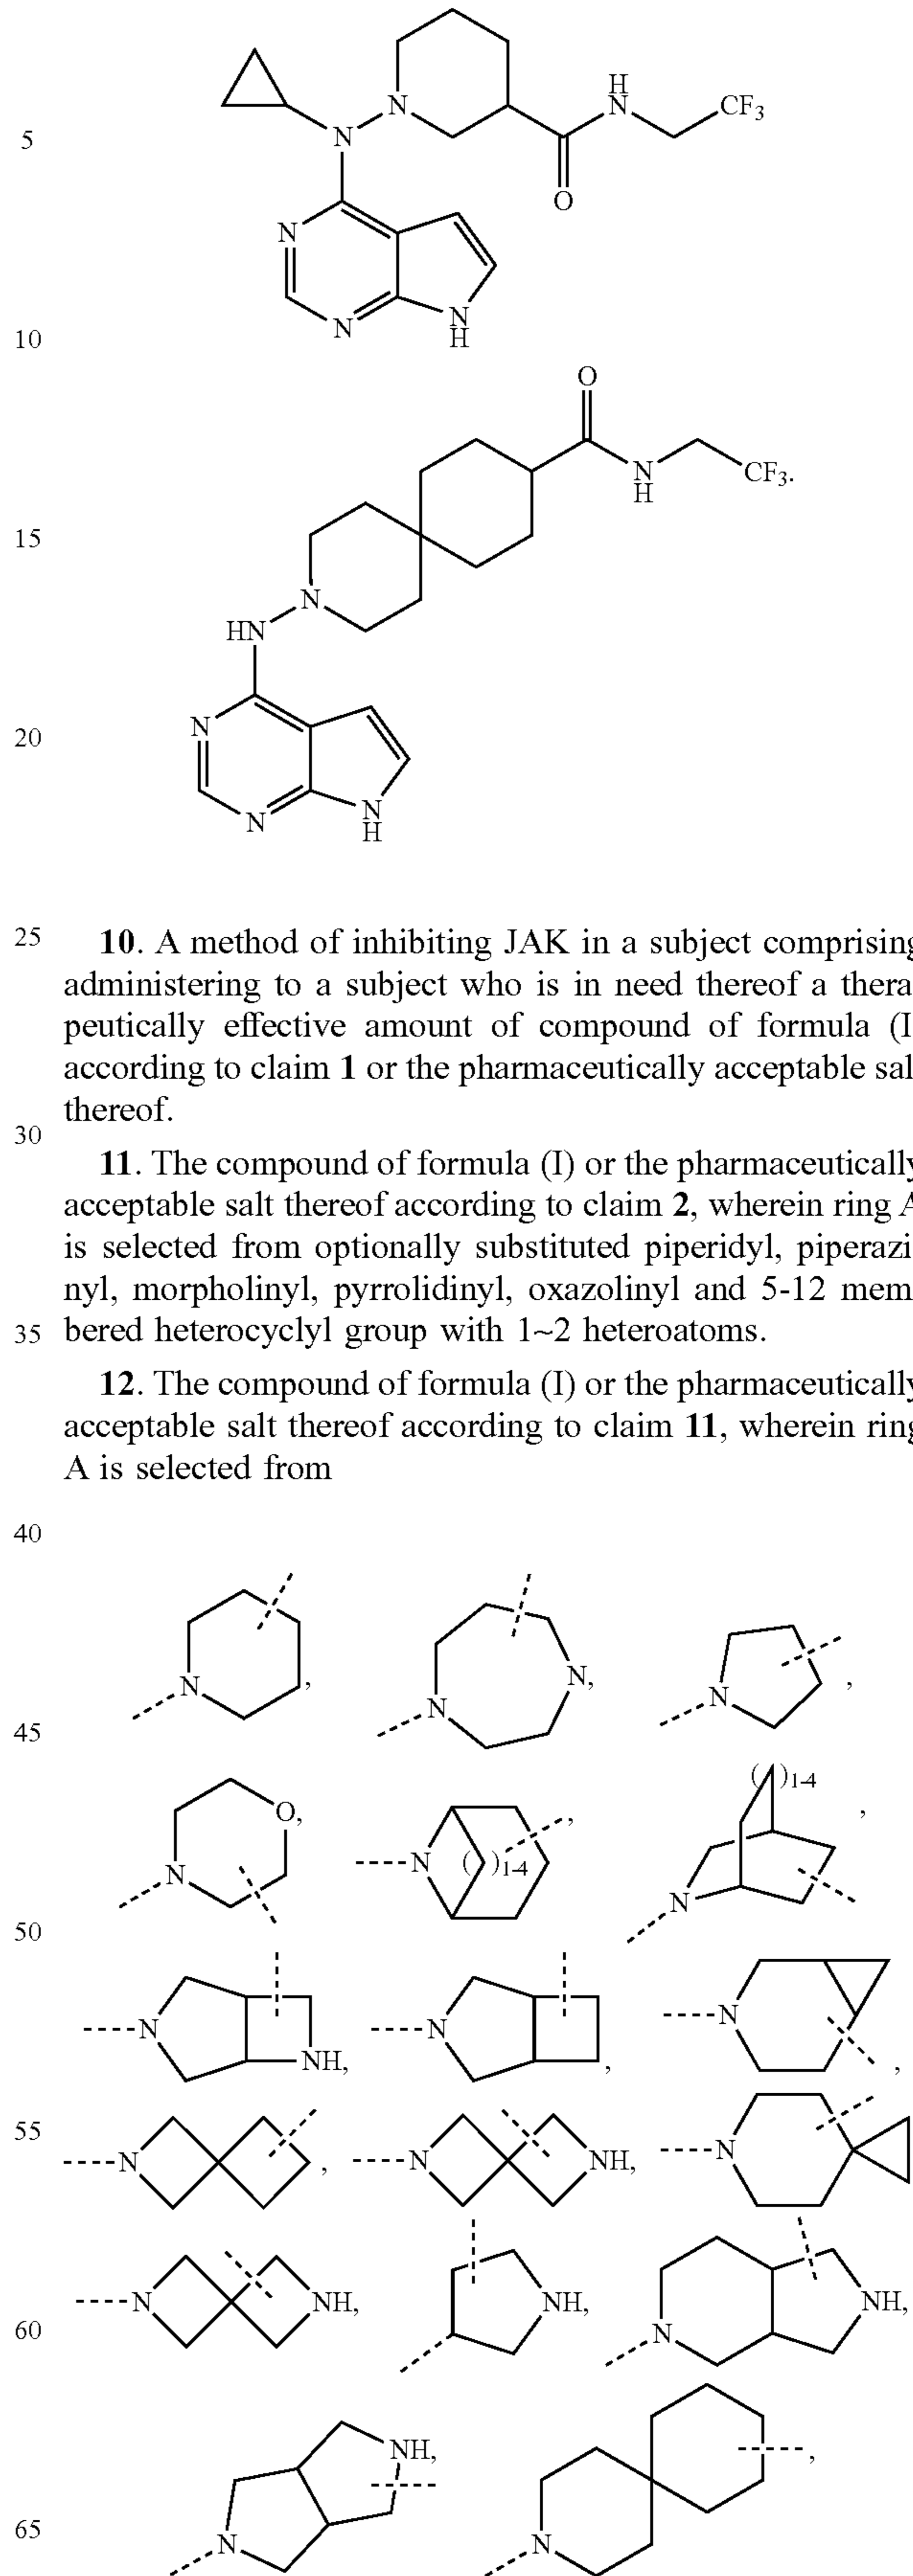 N
H
N
CF3
5
N
O
N
N
N
H
10
O
N
H
CF3.
15
N
HN
N
20
N
N
H
25
10. A method of inhibiting JAK in a subject comprising
administering to a subject who is in need thereof a thera-
peutically effective amount of compound of formula (I
according to claim 1 or the pharmaceutically acceptable sal
thereof.
30
11. The compound of formula (I) or the pharmaceutically
acceptable salt thereof according to claim 2, wherein ring A
is selected from optionally substituted piperidyl, piperazi
nyl, morpholinyl, pyrrolidinyl, oxazolinyl and 5-12 mem
35 bered heterocyclyl group with 1~2 heteroatoms.
12. The compound of formula (I) or the pharmaceutically
acceptable salt thereof according to claim 11, wherein ring
A is selected from
40
N , N N, N ,
45
O, N , N ( )1-4 , N ( )1-4 ,
50
N NH, N , N ,
55
N , N NH, N
N NH, NH, N NH,
60
N NH, N ,
65